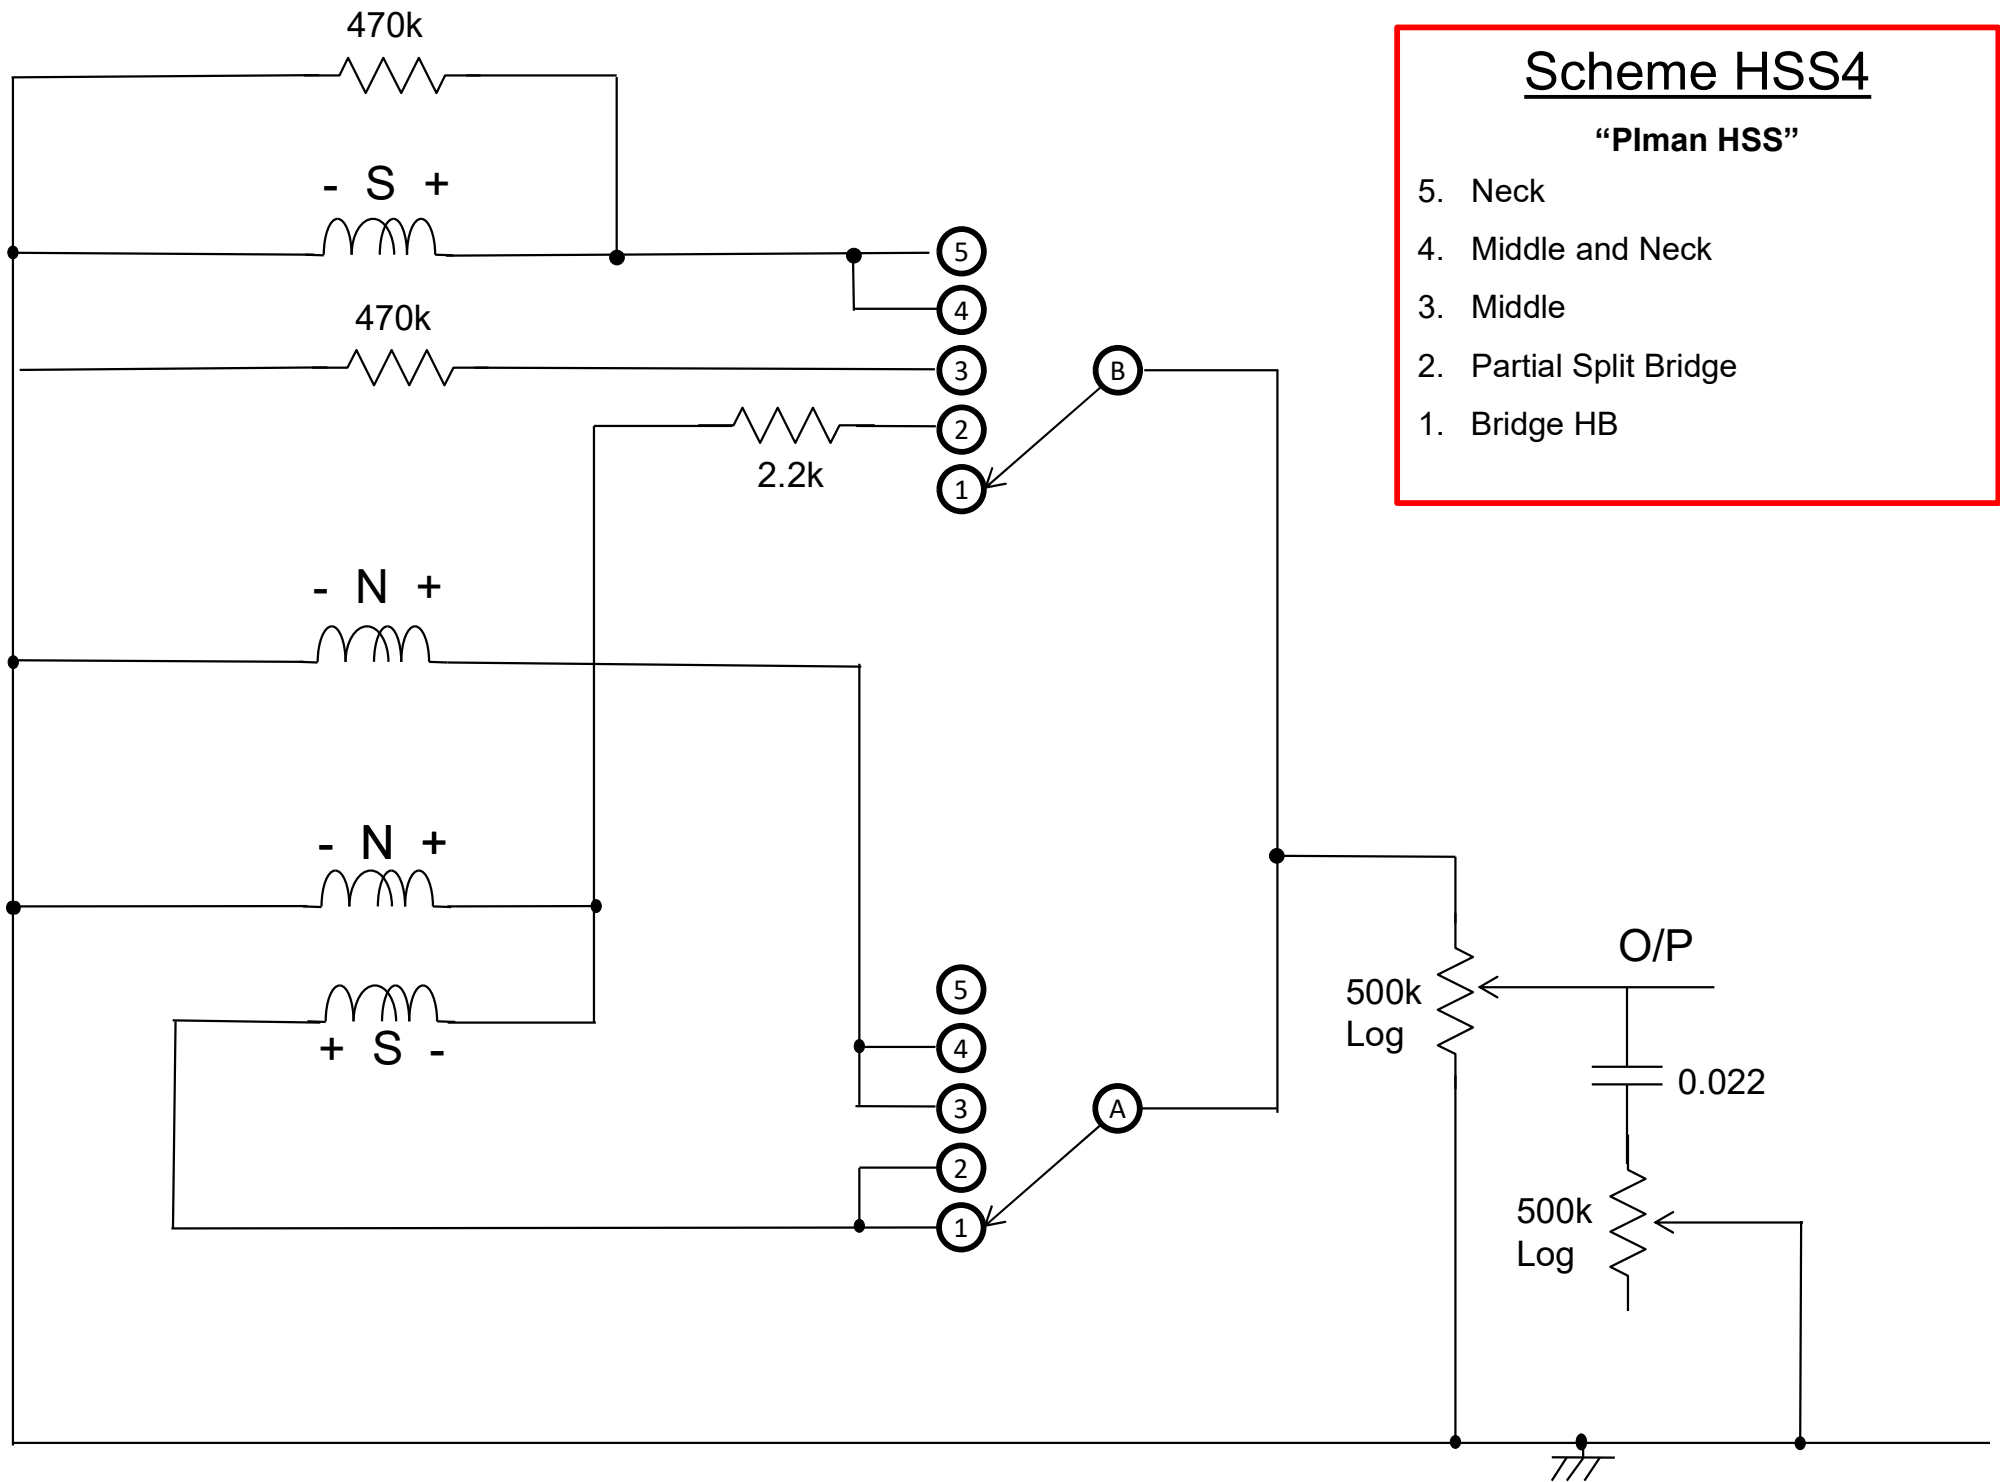 470k
Scheme HSS4
“PIman HSS”
5. Neck
4. Middle and Neck
3. Middle
2. Partial Split Bridge
1. Bridge HB
- S +
5
4
470k
3
B
2
2.2k
1
- N +
- N +
+ S -
5
4
3
A
2
1
O/P
500k
Log
0.022
500k
Log